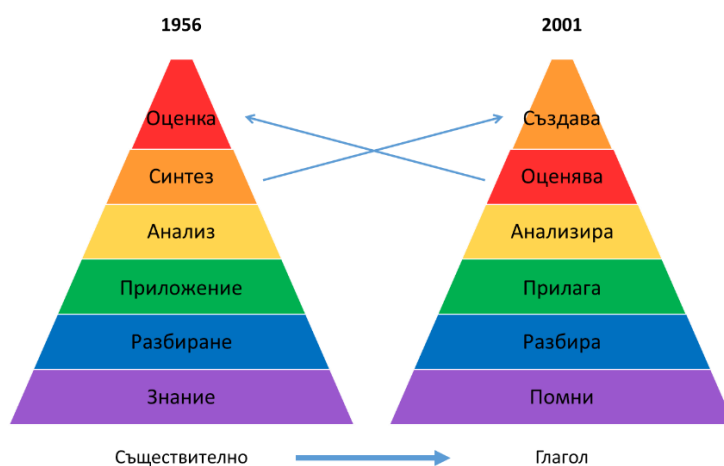 1956
2001
Оценка
Създава
Синтез
Оценява
Анализ
Анализира
Приложение
Прилага
Разбиране
Разбира
Знание
Помни
Съществително
Глагол